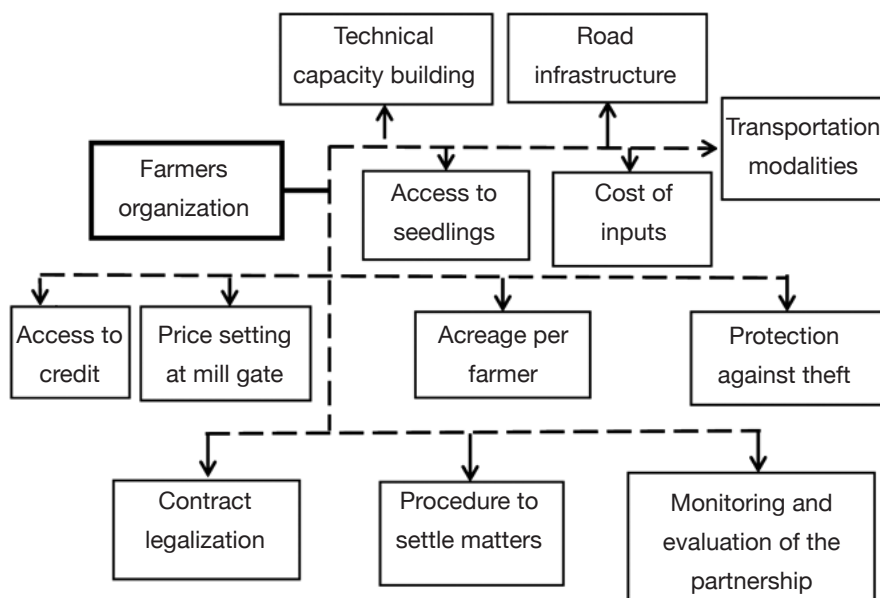 Technical
capacity building
Road
infrastructure
Transportation
modalities
Farmers
organization
Access to
seedlings
Cost of
inputs
Access to
credit
Price setting
at mill gate
Acreage per
farmer
Protection
against theft
Contract
legalization
Procedure to
settle matters
Monitoring and
evaluation of the
partnership